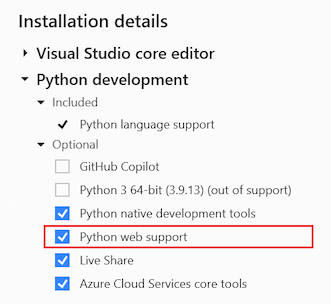 Installation details
Visual Studio core editor
Python development
Included
Python language support
Optional
GitHub Copilot
Python 3 64-bit (3.9.13) (out of support)
Python native development tools
Python web support
Live Share
Azure Cloud Services core tools